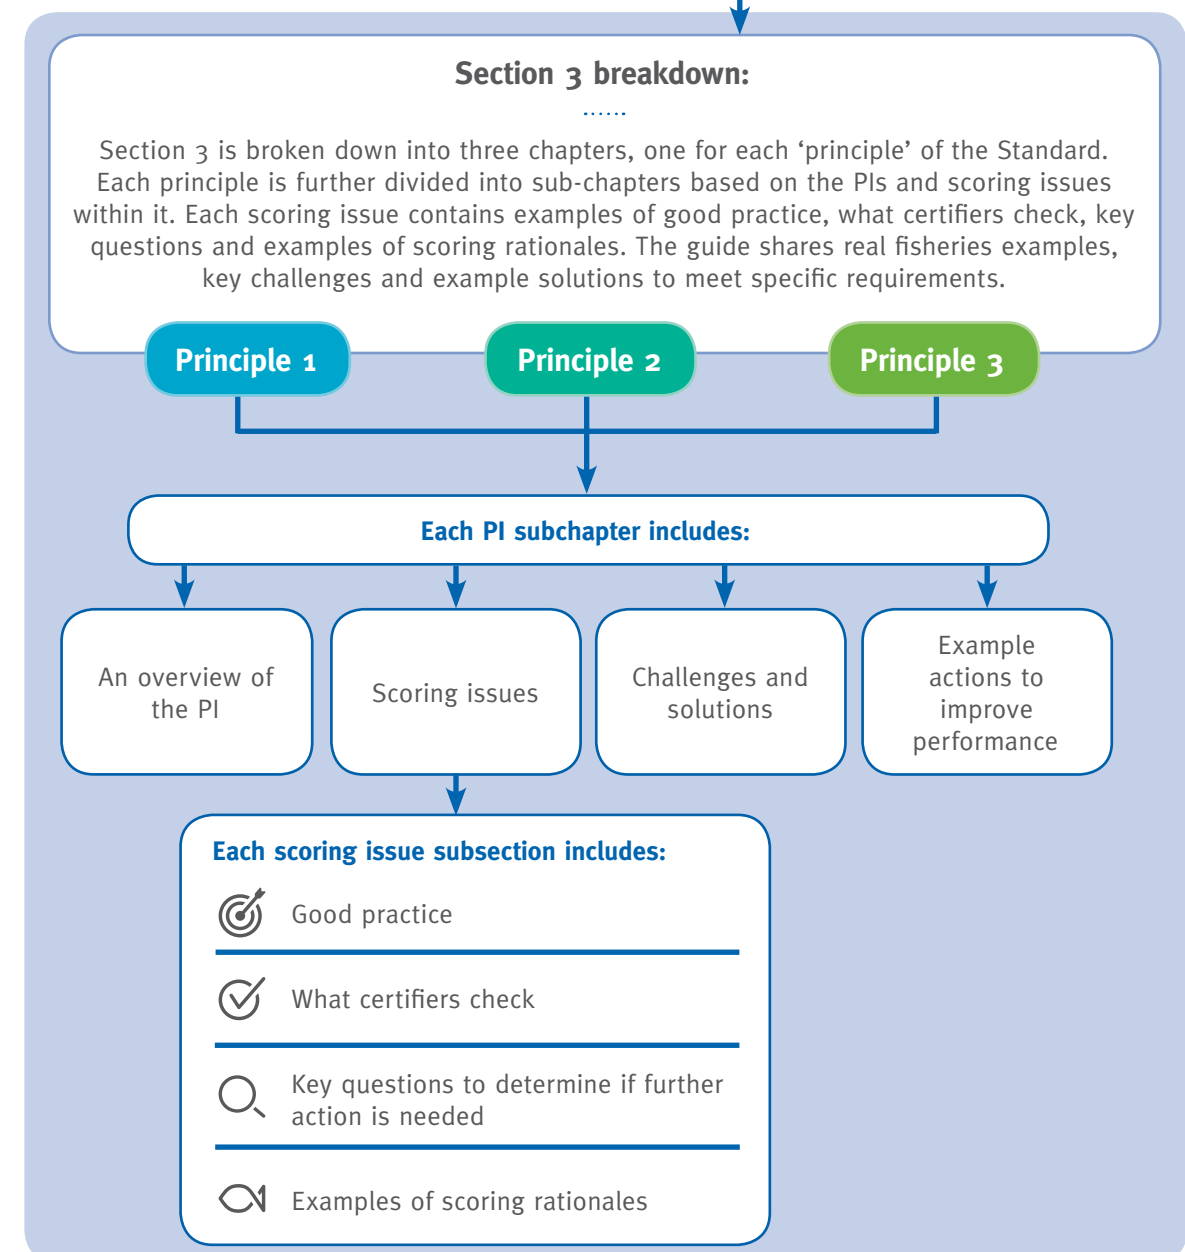 Section 3 breakdown:
Section 3 is broken down into three chapters, one for each ‘principle’ of the Standard.
Each principle is further divided into sub-chapters based on the PIs and scoring issues
within it. Each scoring issue contains examples of good practice, what certifiers check, key
questions and examples of scoring rationales. The guide shares real fisheries examples,
key challenges and example solutions to meet specific requirements.
Principle 1
Principle 2
Principle 3
Each PI subchapter includes:
An overview of
the PI
Scoring issues
Challenges and
solutions
Example
actions to
improve
performance
Each scoring issue subsection includes:
Good practice
What certifiers check
Key questions to determine if further
action is needed
Examples of scoring rationales